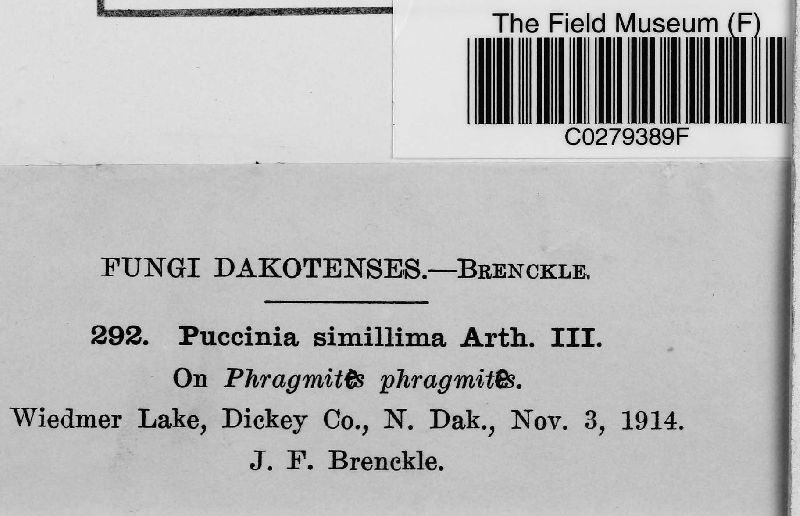 The Field Museum (F)
C0279389F
FUNGI DAKOTENSES.—BRENCKLE.
292. Puccinia simillima Arth. III.
On Phragmites phragmites.
Wiedmer Lake, Dickey Co., N. Dak., Nov. 3, 1914.
J. F. Brenckle.